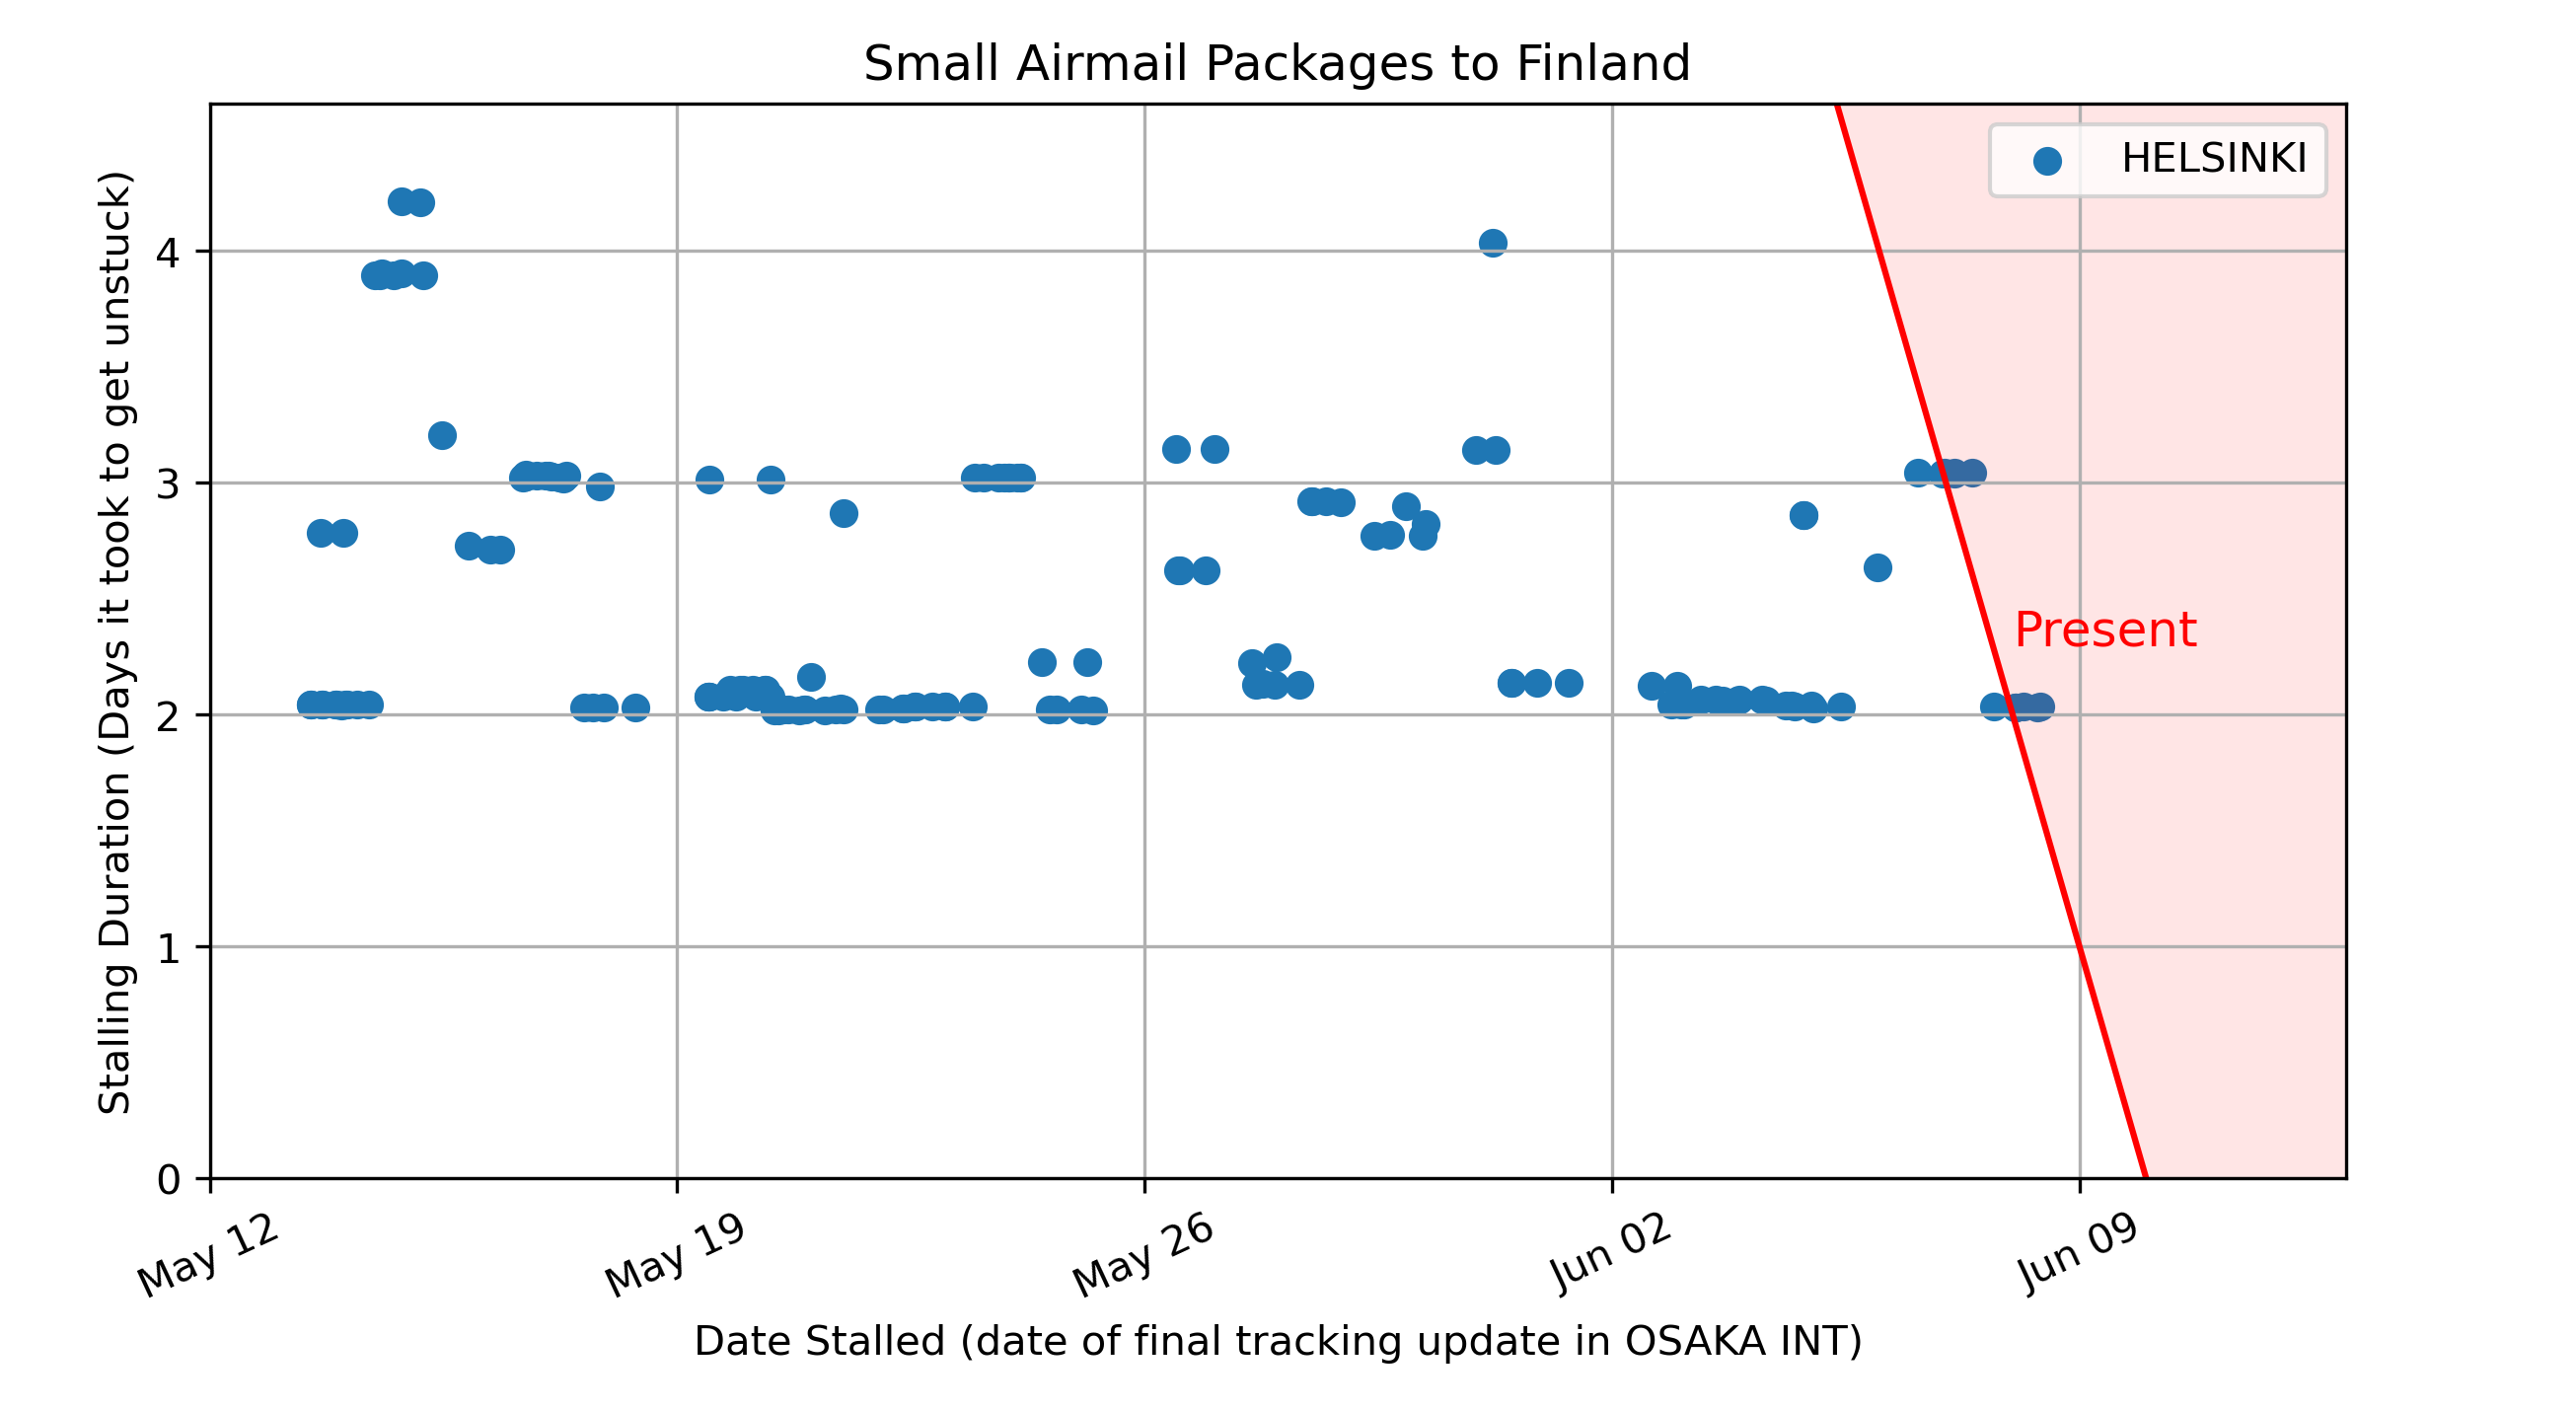 Small Airmail Packages to Finland
HELSINKI
Stalling Duration (Days it took to get unstuck)
4
3
2
1
0
Present
May 12
May 19
May 26
Jun 02
Jun 09
Date Stalled (date of final tracking update in OSAKA INT)